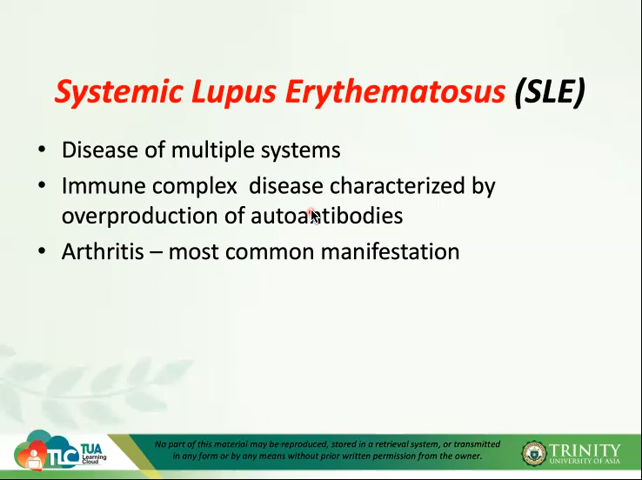 Systemic Lupus Erythematosus (SLE)
• Disease of multiple systems
• Immune complex disease characterized by
overproduction of autoantibodies
• Arthritis – most common manifestation
TLC
TUA
Learning
Cloud
No part of this material may be reproduced, stored in a retrieval system, or transmitted
in any form or by any means without prior written permission from the owner.
TRINITY
UNIVERSITY OF ASIA